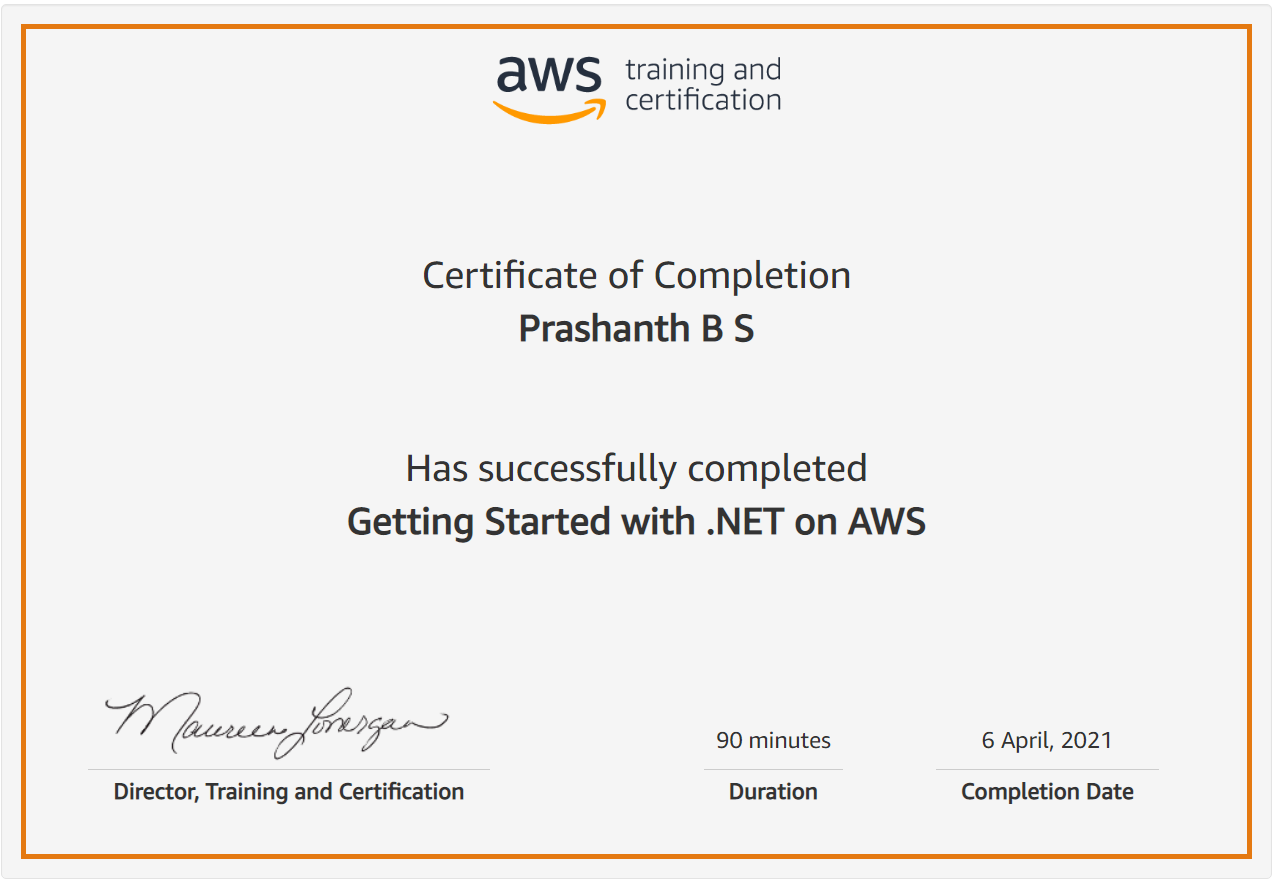 aws training and
certification
Certificate of Completion
Prashanth B S
Has successfully completed
Getting Started with .NET on AWS
Maureen Lonergan
Director, Training and Certification
90 minutes
Duration
6 April, 2021
Completion Date